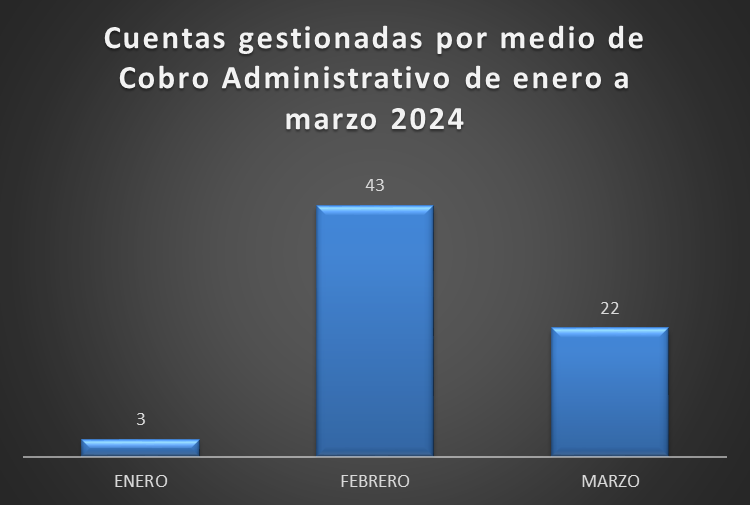 Cuentas gestionadas por medio de
Cobro Administrativo de enero a
marzo 2024
43
22
3
ENERO FEBRERO MARZO